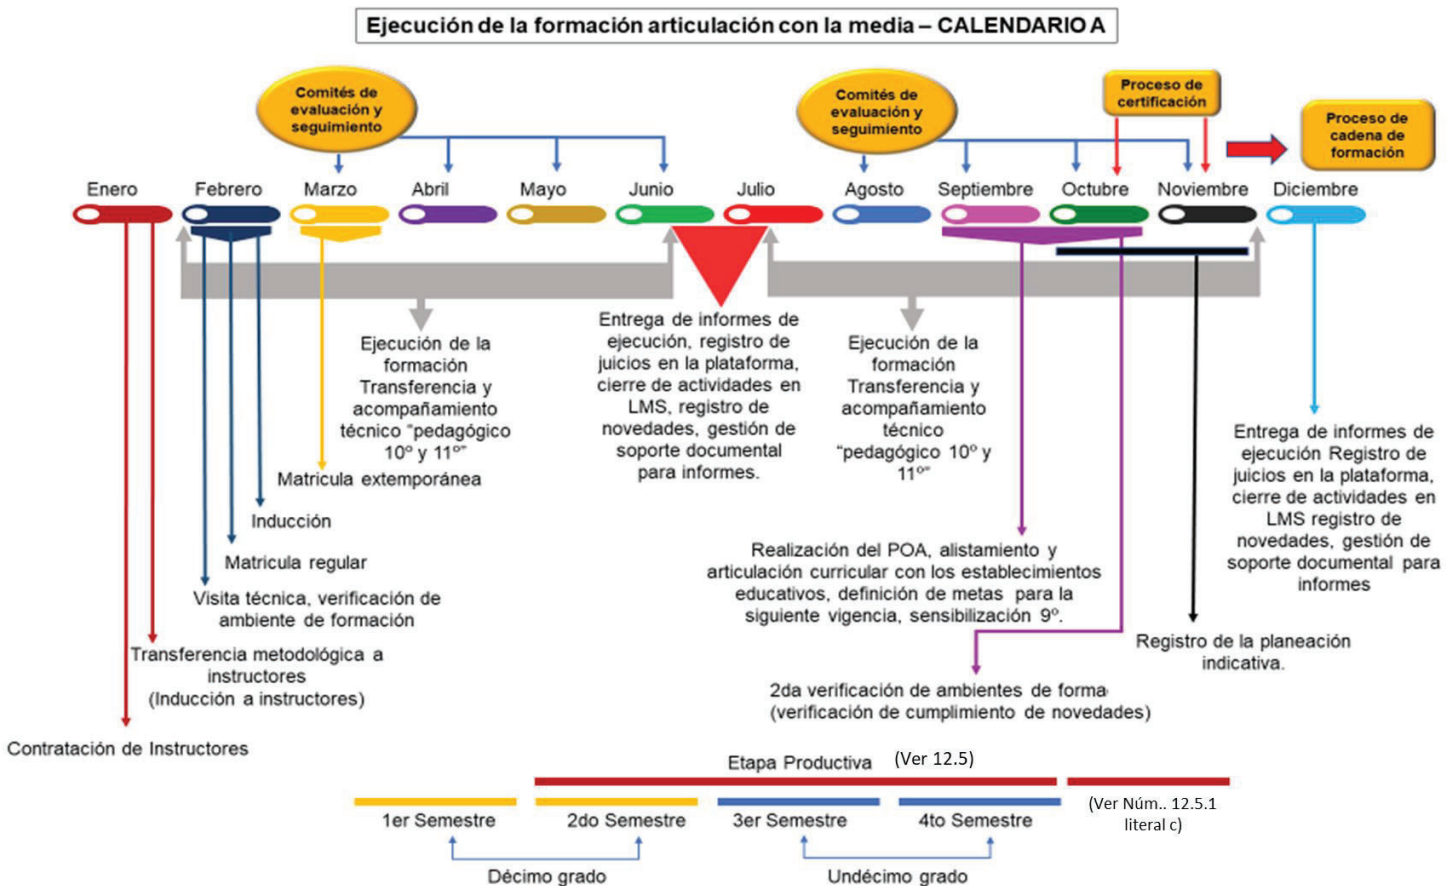 Ejecución de la formación articulación con la media – CALENDARIO A
Comités de
evaluación y
seguimiento
Comités de
evaluación y
seguimiento
Proceso de
certificación
Proceso de
cadena de
formación
Enero
Febrero
Marzo
Abril
Mayo
Junio
Julio
Agosto
Septiembre
Octubre
Noviembre
Diciembre
Ejecución de la
formación
Transferencia y
acompañamiento
técnico “pedagógico
10º y 11º”
Matricula extemporánea
Inducción
Matricula regular
Visita técnica, verificación de
ambiente de formación
Transferencia metodológica a
instructores
(Inducción a instructores)
Contratación de Instructores
Entrega de informes de
ejecución, registro de
juicios en la plataforma,
cierre de actividades en
LMS, registro de
novedades, gestión de
soporte documental
para informes.
Ejecución de la
formación
Transferencia y
acompañamiento
técnico
“pedagógico 10º y
11º”
Realización del POA, alistamiento y
articulación curricular con los establecimientos
educativos, definición de metas para la
siguiente vigencia, sensibilización 9º.
2da verificación de ambientes de forma
(verificación de cumplimiento de novedades)
Registro de la planeación
indicativa.
Entrega de informes de
ejecución Registro de
juicios en la plataforma,
cierre de actividades en
LMS registro de
novedades, gestión de
soporte documental para
informes
Etapa Productiva (Ver 12.5)
1er Semestre
2do Semestre
3er Semestre
4to Semestre
(Ver Núm.. 12.5.1
literal c)
Décimo grado
Undécimo grado